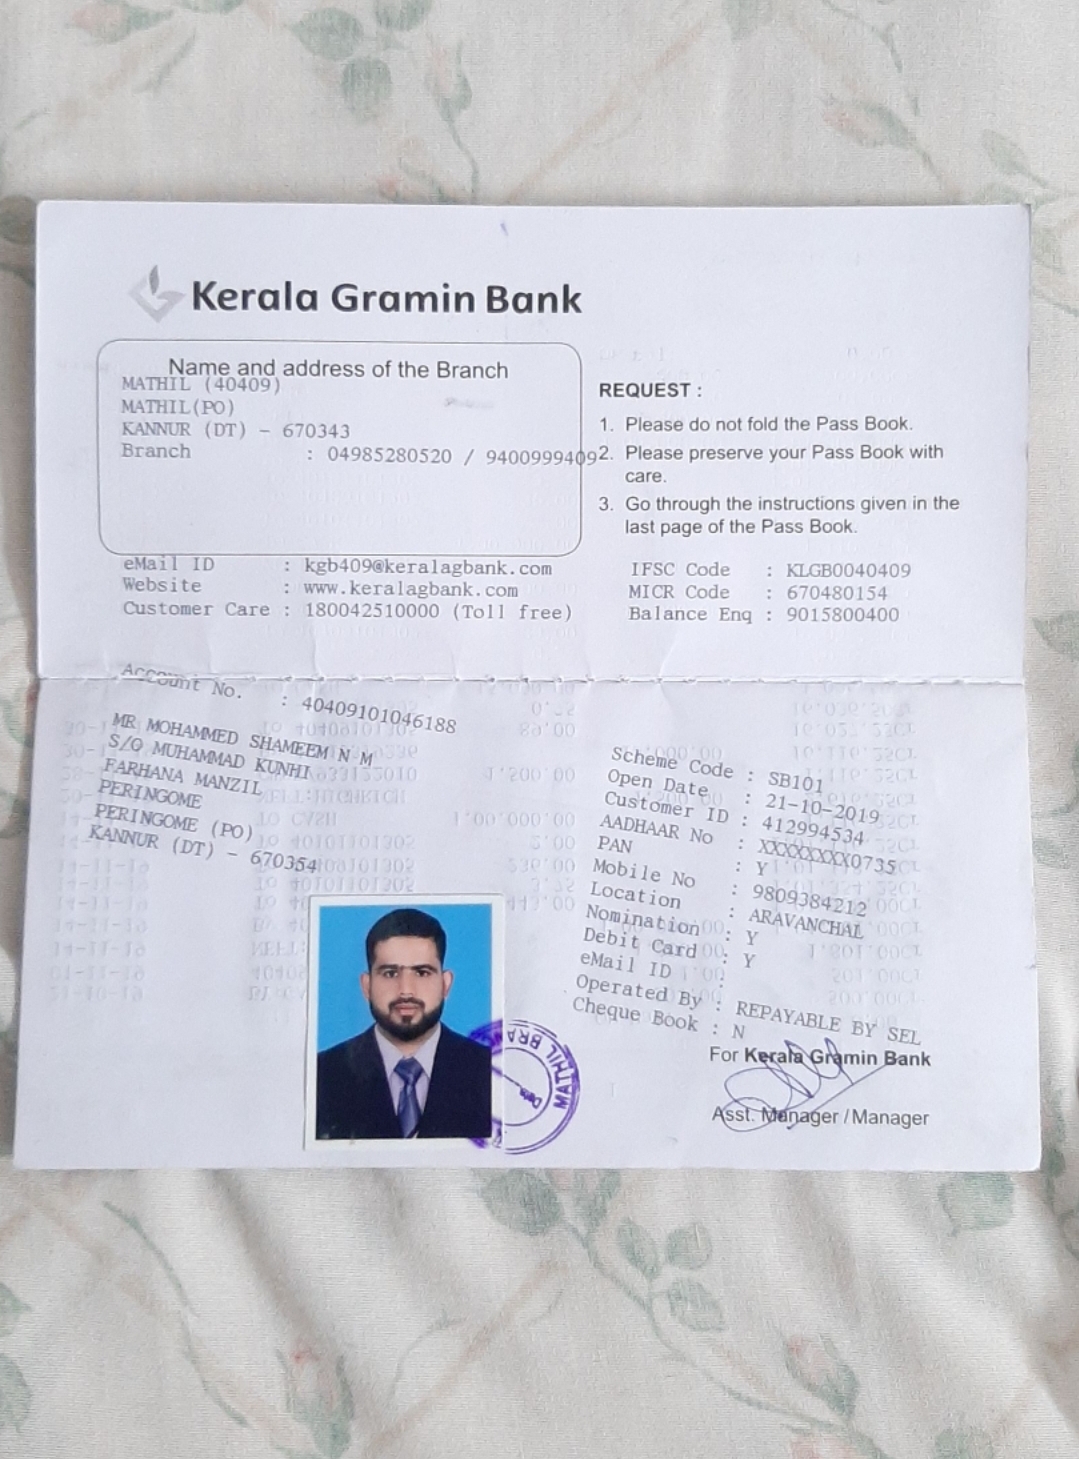 Kerala Gramin Bank
Name and address of the Branch
MATHIL (40409)
MATHIL(PO)
KANNUR (DT) - 670343
Branch : 04985280520 / 9400999409
REQUEST :
1. Please do not fold the Pass Book.
2. Please preserve your Pass Book with
care.
3. Go through the instructions given in the
last page of the Pass Book.
eMail ID : kgb409@keralagbank.com
Website : www.keralagbank.com
Customer Care : 180042510000 (Toll free)
IFSC Code : KLGB0040409
MICR Code : 670480154
Balance Enq : 9015800400
Account No. : 40409101046188
MR MOHAMMED SHAMEEM N M
S/O MUHAMMAD KUNHI
FARHANA MANZIL
PERINGOME
PERINGOME (PO)
KANNUR (DT) - 670354
Scheme Code : SB101
Open Date : 21-10-2019
Customer ID : 412994534
AADHAAR No : XXXXXXXX0735
PAN : Y
Mobile No : 9809384212
Location : ARAVANCHAL
Nomination : Y
Debit Card : Y
eMail ID :
Operated By : REPAYABLE BY SEL
Cheque Book : N
For Kerala Gramin Bank
Asst. Manager / Manager
MATHIL BRAN
Date